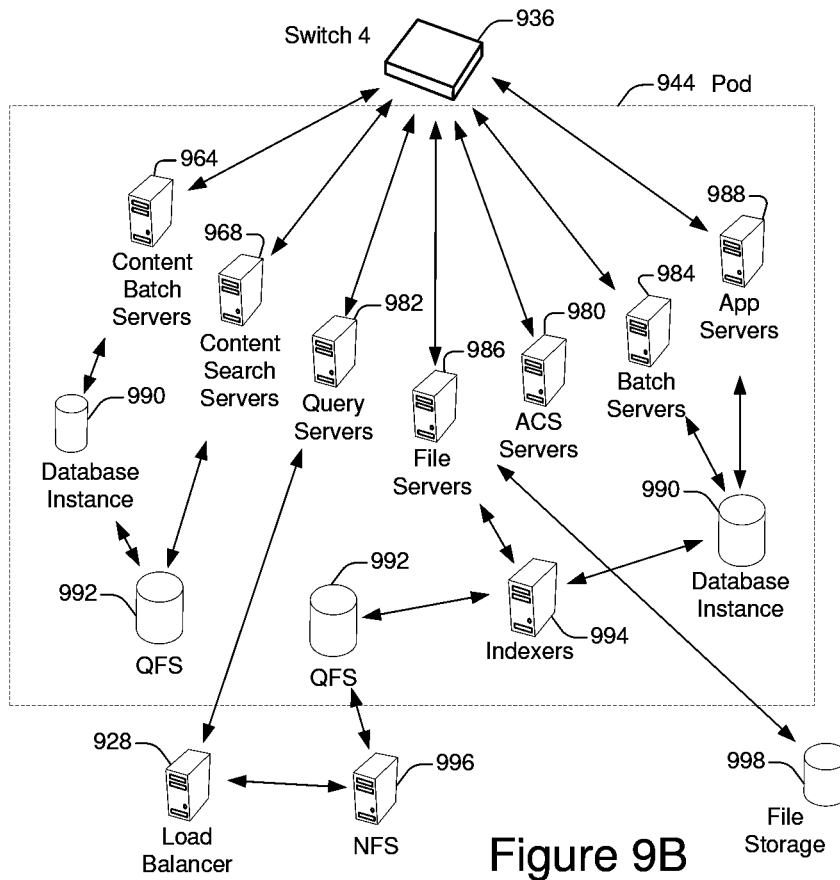 Switch 4
936
944 Pod
964
Content
Batch
Servers
968
Content
Search
Servers
982
Query
Servers
986
File
Servers
980
ACS
Servers
984
Batch
Servers
988
App
Servers
990
Database
Instance
990
Database
Instance
992
QFS
992
QFS
994
Indexers
928
Load
Balancer
996
NFS
998
File
Storage
Figure 9B